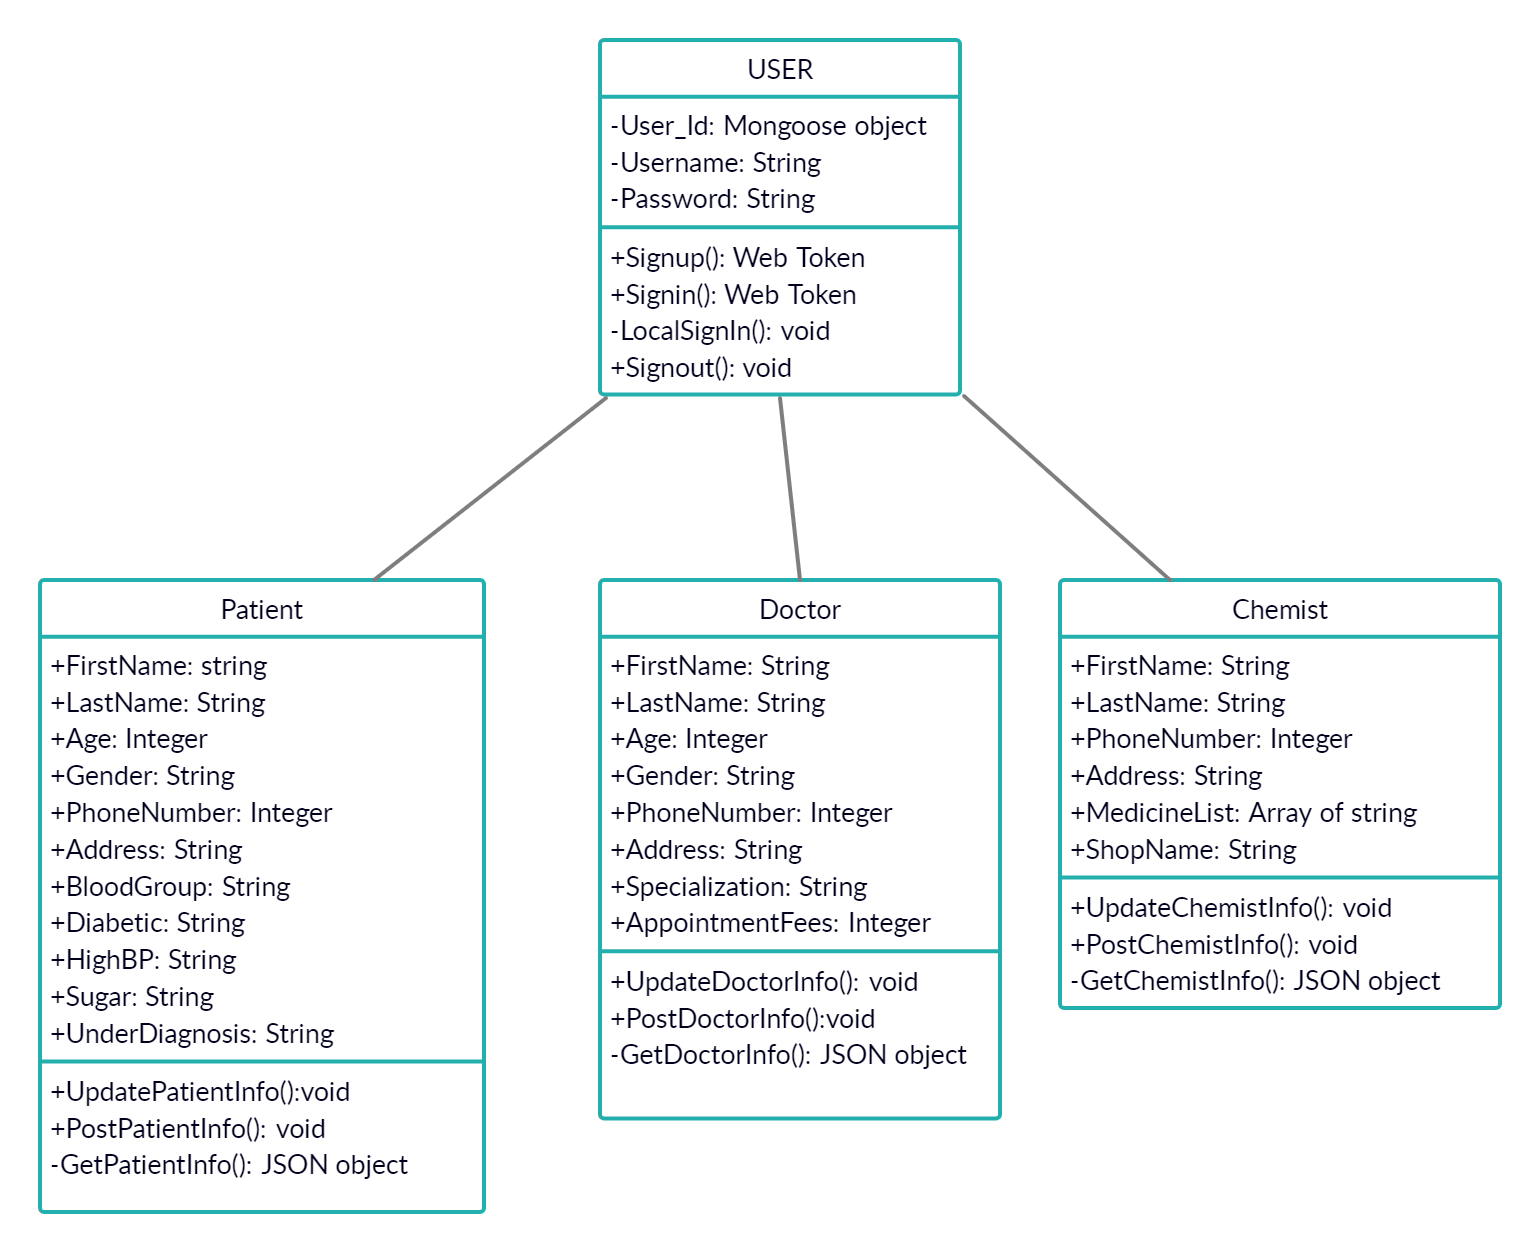 USER
-User_Id: Mongoose object
-Username: String
-Password: String
+Signup(): Web Token
+Signin(): Web Token
-LocalSignIn(): void
+Signout(): void
Patient
+FirstName: string
+LastName: String
+Age: Integer
+Gender: String
+PhoneNumber: Integer
+Address: String
+BloodGroup: String
+Diabetic: String
+HighBP: String
+Sugar: String
+UnderDiagnosis: String
+UpdatePatientInfo():void
+PostPatientInfo(): void
-GetPatientInfo(): JSON object
Doctor
+FirstName: String
+LastName: String
+Age: Integer
+Gender: String
+PhoneNumber: Integer
+Address: String
+Specialization: String
+AppointmentFees: Integer
+UpdateDoctorInfo(): void
+PostDoctorInfo():void
-GetDoctorInfo(): JSON object
Chemist
+FirstName: String
+LastName: String
+PhoneNumber: Integer
+Address: String
+MedicineList: Array of string
+ShopName: String
+UpdateChemistInfo(): void
+PostChemistInfo(): void
-GetChemistInfo(): JSON object